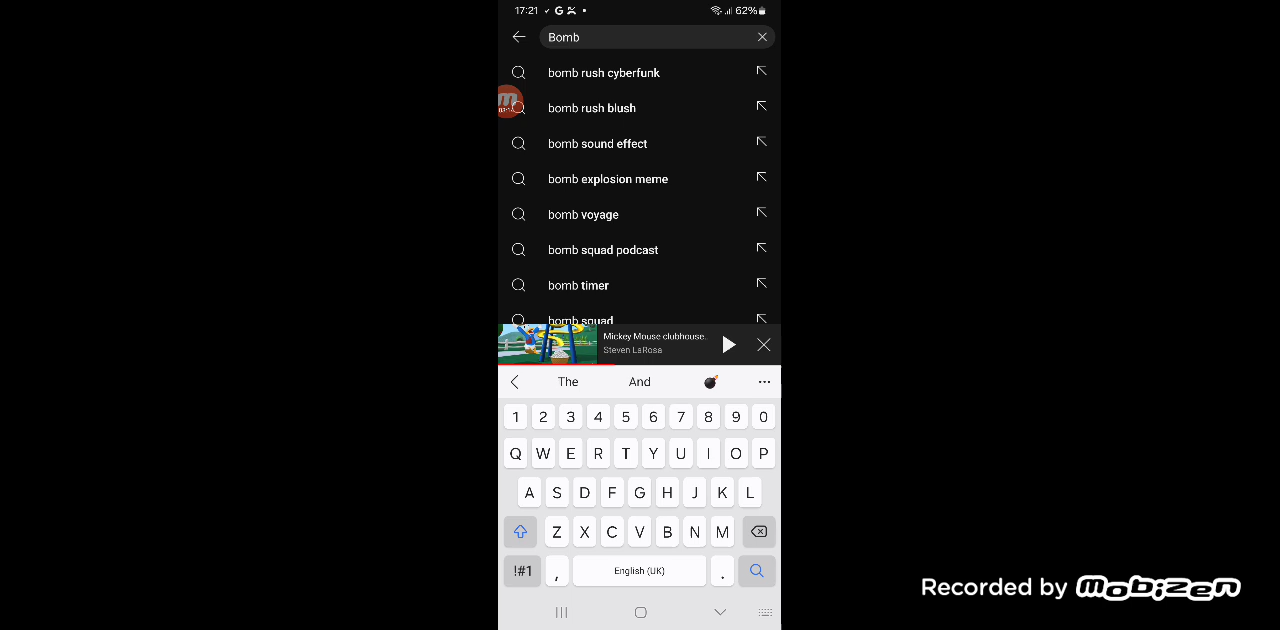 17:21
62%
Bomb
bomb rush cyberfunk
bomb rush blush
bomb sound effect
bomb explosion meme
bomb voyage
bomb squad podcast
bomb timer
bomb squad
Mickey Mouse clubhouse..
Steven LaRosa
The And
1 2 3 4 5 6 7 8 9 0
Q W E R T Y U I O P
A S D F G H J K L
Z X C V B N M
!#1 , English (UK) .
Recorded by mobizen